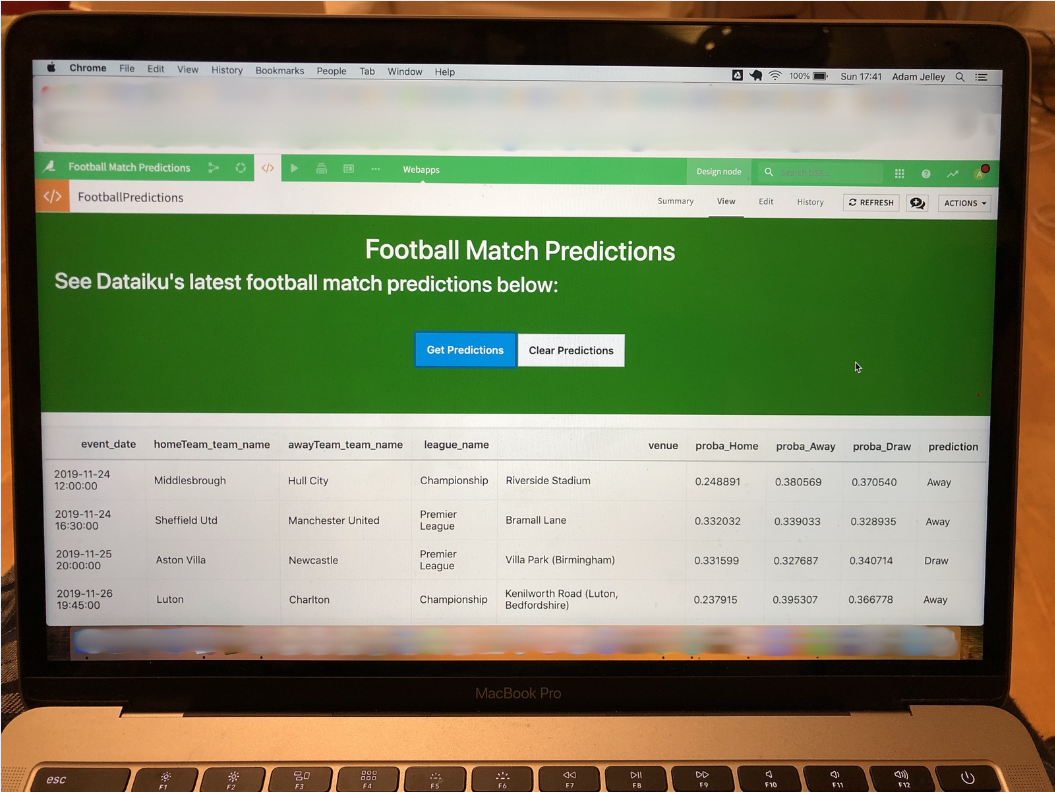 Chrome File Edit View History Bookmarks People Tab Window Help 100% Sun 17:41 Adam Jelley
Football Match Predictions </> ... Webapps Design node
</> FootballPredictions Summary View Edit History REFRESH ACTIONS
Football Match Predictions
See Dataiku's latest football match predictions below:
Get Predictions Clear Predictions
event_date homeTeam_team_name awayTeam_team_name league_name venue proba_Home proba_Away proba_Draw prediction
2019-11-24 12:00:00 Middlesbrough Hull City Championship Riverside Stadium 0.248891 0.380569 0.370540 Away
2019-11-24 16:30:00 Sheffield Utd Manchester United Premier League Bramall Lane 0.332032 0.339033 0.328935 Away
2019-11-25 20:00:00 Aston Villa Newcastle Premier League Villa Park (Birmingham) 0.331599 0.327687 0.340714 Draw
2019-11-26 19:45:00 Luton Charlton Championship Kenilworth Road (Luton, Bedfordshire) 0.237915 0.395307 0.366778 Away
MacBook Pro
esc F1 F2 F3 F4 F5 F6 F7 F8 F9 F10 F11 F12